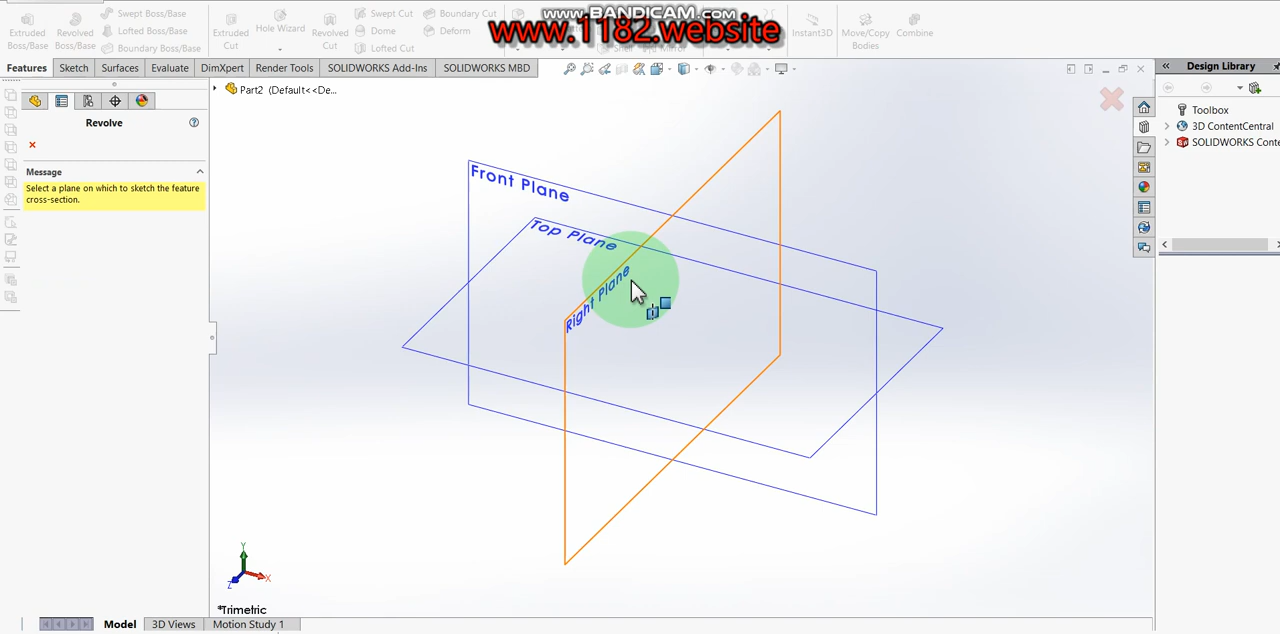 www.BANDICAM.com
www.1182.website
Extruded Boss/Base
Revolved Boss/Base
Swept Boss/Base
Lofted Boss/Base
Boundary Boss/Base
Extruded Cut
Hole Wizard
Revolved Cut
Swept Cut
Dome
Lofted Cut
Boundary Cut
Deform
Shell
Mirror
Instant3D
Move/Copy Bodies
Combine
Features
Sketch
Surfaces
Evaluate
DimXpert
Render Tools
SOLIDWORKS Add-Ins
SOLIDWORKS MBD
Revolve
Message
Select a plane on which to sketch the feature
cross-section.
Part2 (Default<<De...
Front Plane
Top Plane
Right Plane
Y
X
Z
*Trimetric
Model
3D Views
Motion Study 1
Design Library
Toolbox
3D ContentCentral
SOLIDWORKS Conte